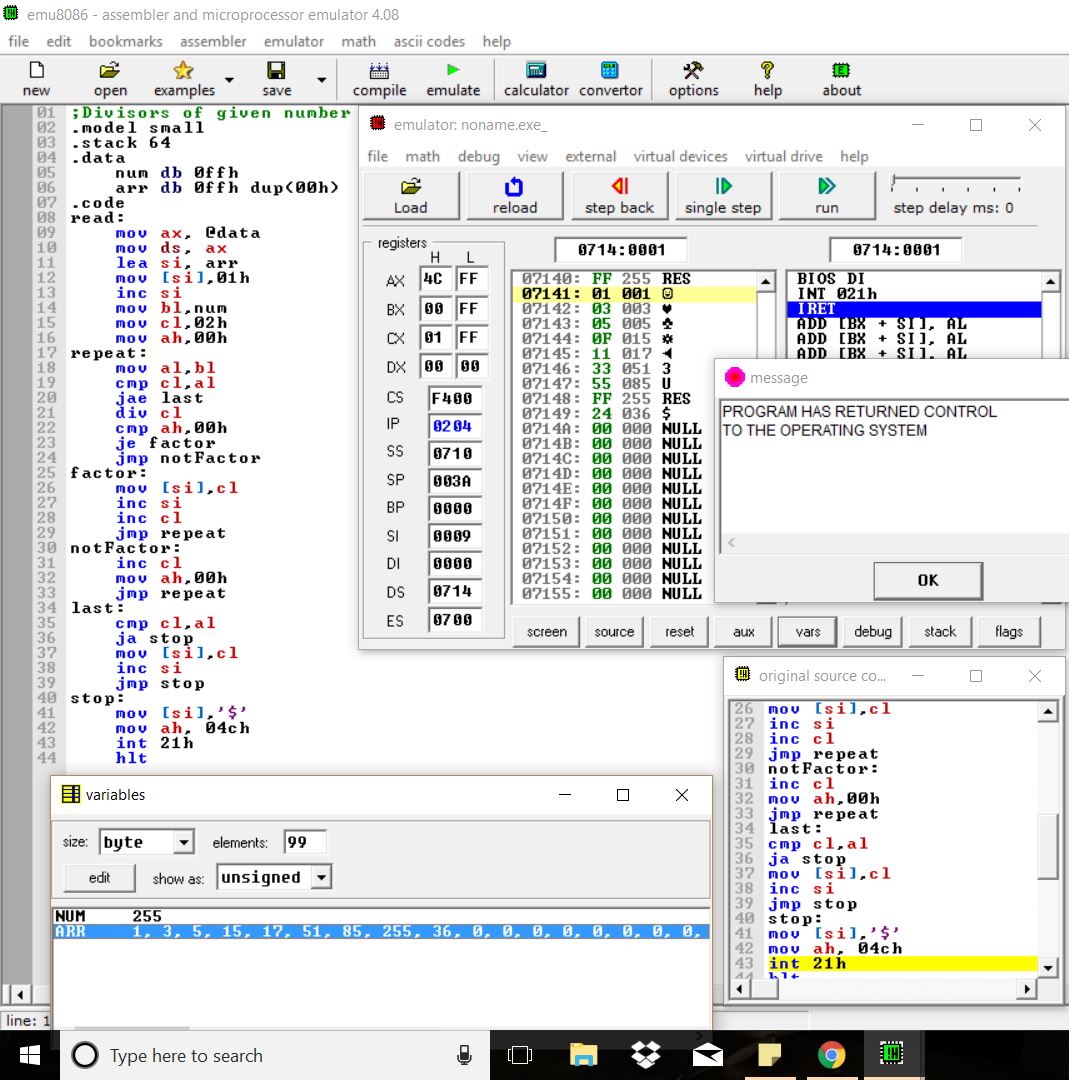 emu8086 - assembler and microprocessor emulator 4.08
file edit bookmarks assembler emulator math ascii codes help
new open examples save compile emulate calculator convertor options help about
01 ;Divisors of given number
02 .model small
03 .stack 64
04 .data
05 num db 0ffh
06 arr db 0ffh dup(00h)
07 .code
08 read:
09 mov ax, @data
10 mov ds, ax
11 lea si, arr
12 mov [si],01h
13 inc si
14 mov bl,num
15 mov cl,02h
16 mov ah,00h
17 repeat:
18 mov al,bl
19 cmp cl,al
20 jae last
21 div cl
22 cmp ah,00h
23 je factor
24 jmp notFactor
25 factor:
26 mov [si],cl
27 inc si
28 inc cl
29 jmp repeat
30 notFactor:
31 inc cl
32 mov ah,00h
33 jmp repeat
34 last:
35 cmp cl,al
36 ja stop
37 mov [si],cl
38 inc si
39 jmp stop
40 stop:
41 mov [si],'$'
42 mov ah, 04ch
43 int 21h
44 hlt
emulator: noname.exe_
file math debug view external virtual devices virtual drive help
Load reload step back single step run step delay ms: 0
registers
H L
AX 4C FF
BX 00 FF
CX 01 FF
DX 00 00
CS F400
IP 0204
SS 0710
SP 003A
BP 0000
SI 0009
DI 0000
DS 0714
ES 0700
0714:0001
07140: FF 255 RES
07141: 01 001 ☺
07142: 03 003 ♥
07143: 05 005 ♣
07144: 0F 015 ☼
07145: 11 017 ◄
07146: 33 051 3
07147: 55 085 U
07148: FF 255 RES
07149: 24 036 $
0714A: 00 000 NULL
0714B: 00 000 NULL
0714C: 00 000 NULL
0714D: 00 000 NULL
0714E: 00 000 NULL
0714F: 00 000 NULL
07150: 00 000 NULL
07151: 00 000 NULL
07152: 00 000 NULL
07153: 00 000 NULL
07154: 00 000 NULL
07155: 00 000 NULL
0714:0001
BIOS DI
INT 021h
IRET
ADD [BX + SI], AL
ADD [BX + SI], AL
ADD [BX + SI], AL
message
PROGRAM HAS RETURNED CONTROL
TO THE OPERATING SYSTEM
OK
screen source reset aux vars debug stack flags
original source co...
26 mov [si],cl
27 inc si
28 inc cl
29 jmp repeat
30 notFactor:
31 inc cl
32 mov ah,00h
33 jmp repeat
34 last:
35 cmp cl,al
36 ja stop
37 mov [si],cl
38 inc si
39 jmp stop
40 stop:
41 mov [si],'$'
42 mov ah, 04ch
43 int 21h
44 hlt
variables
size: byte elements: 99
edit show as: unsigned
NUM 255
ARR 1, 3, 5, 15, 17, 51, 85, 255, 36, 0, 0, 0, 0, 0, 0, 0, 0,
line: 1
Type here to search